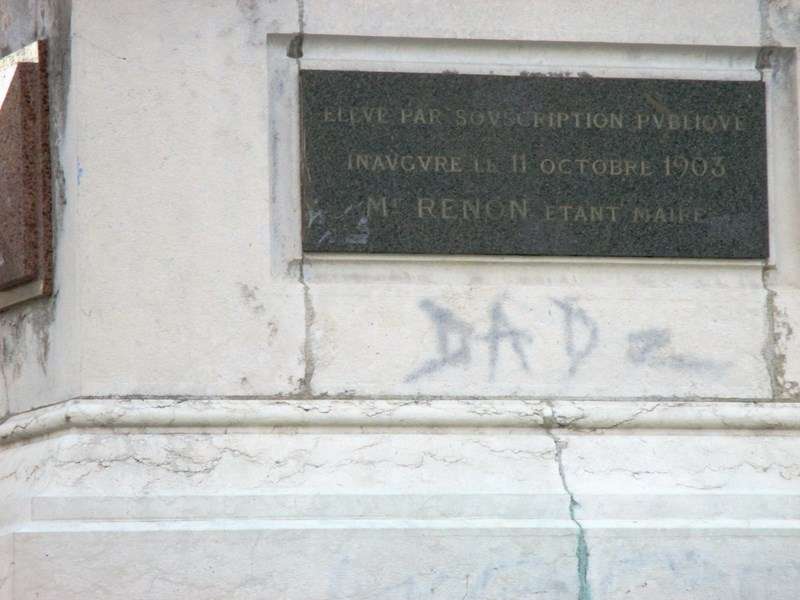 ELEVE PAR SOVSCRIPTION PVBLIQVE
INAVGVRE LE 11 OCTOBRE 1903
Mr RENON ETANT MAIRE
DAD